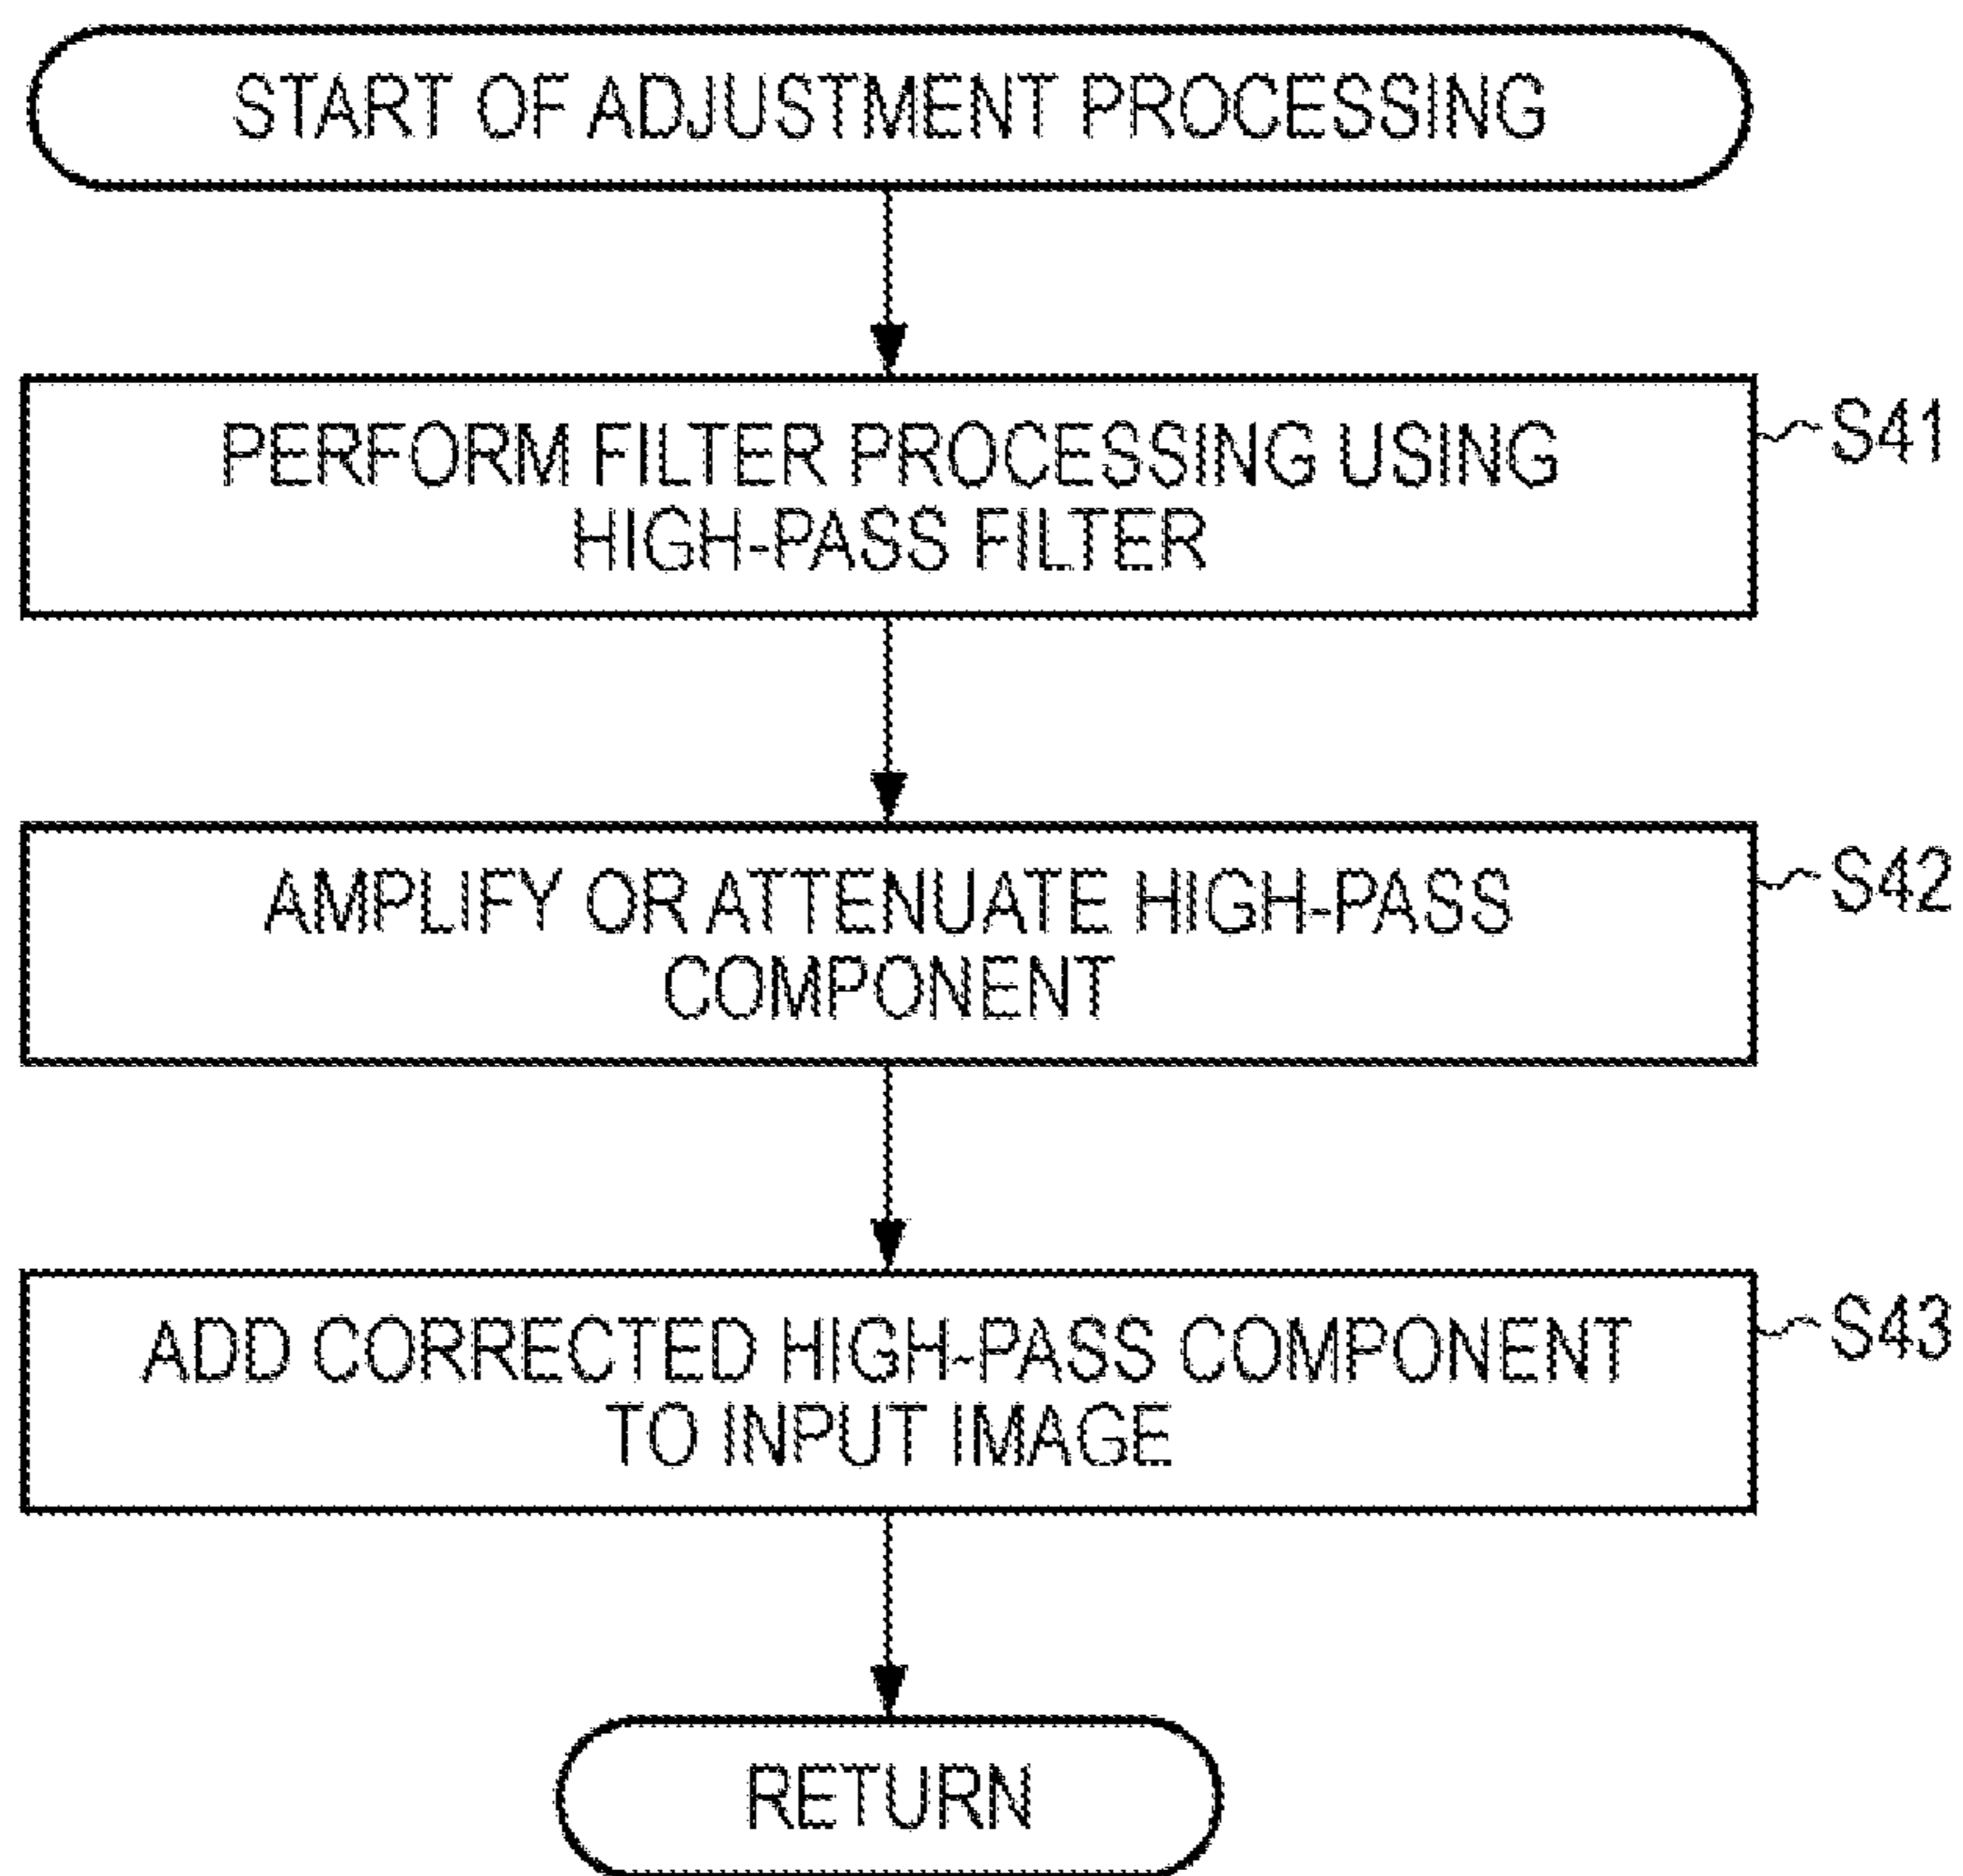 START OF ADJUSTMENT PROCESSING
PERFORM FILTER PROCESSING USING
HIGH-PASS FILTER
S41
AMPLIFY OR ATTENUATE HIGH-PASS
COMPONENT
S42
ADD CORRECTED HIGH-PASS COMPONENT
TO INPUT IMAGE
S43
RETURN